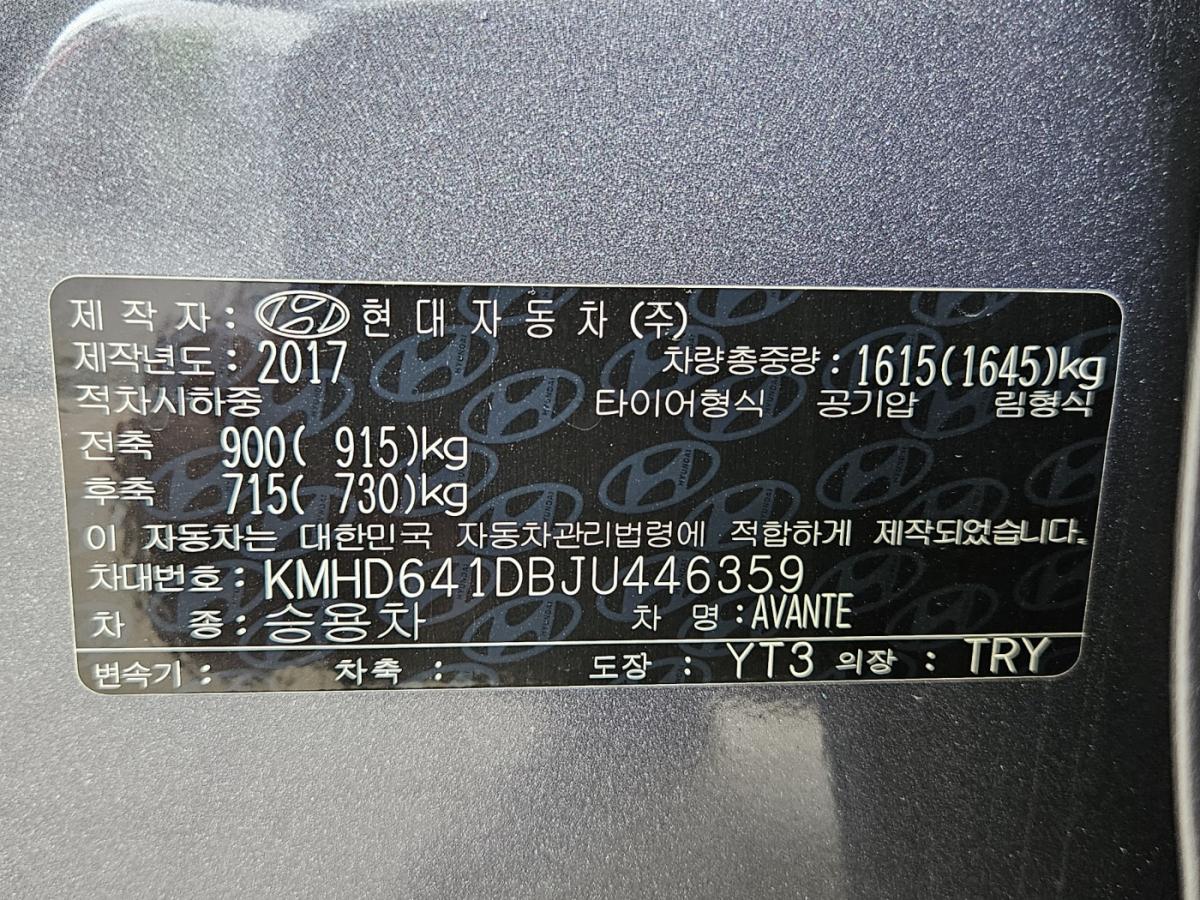 제 작 자 : 현 대 자 동 차 (주)
제작년도 : 2017 차량총중량 : 1615(1645)kg
적차시하중 타이어형식 공기압 림형식
전축 900( 915)kg
후축 715( 730)kg
이 자동차는 대한민국 자동차관리법령에 적합하게 제작되었습니다.
차대번호 : KMHD641DBJU446359
차 종 : 승용차 차 명 : AVANTE
변속기 : 차축 : 도장 : YT3 의장 : TRY